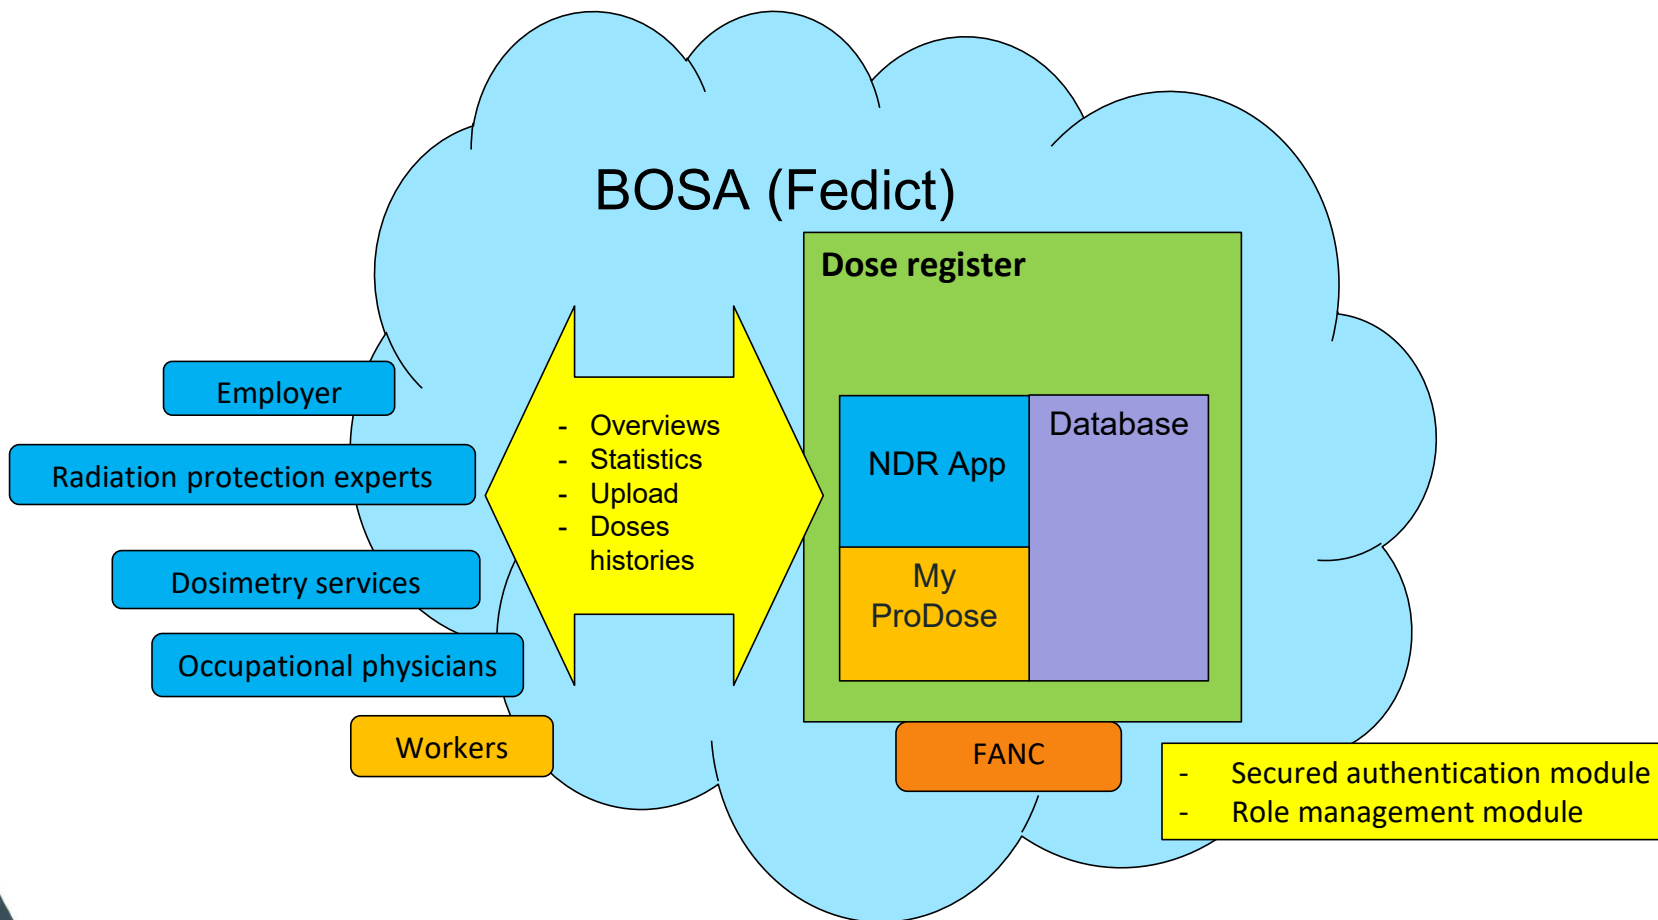 BOSA (Fedict)
Dose register
Employer
Radiation protection experts
Dosimetry services
Occupational physicians
Workers
- Overviews
- Statistics
- Upload
- Doses
histories
NDR App
Database
My
ProDose
FANC
- Secured authentication module
- Role management module